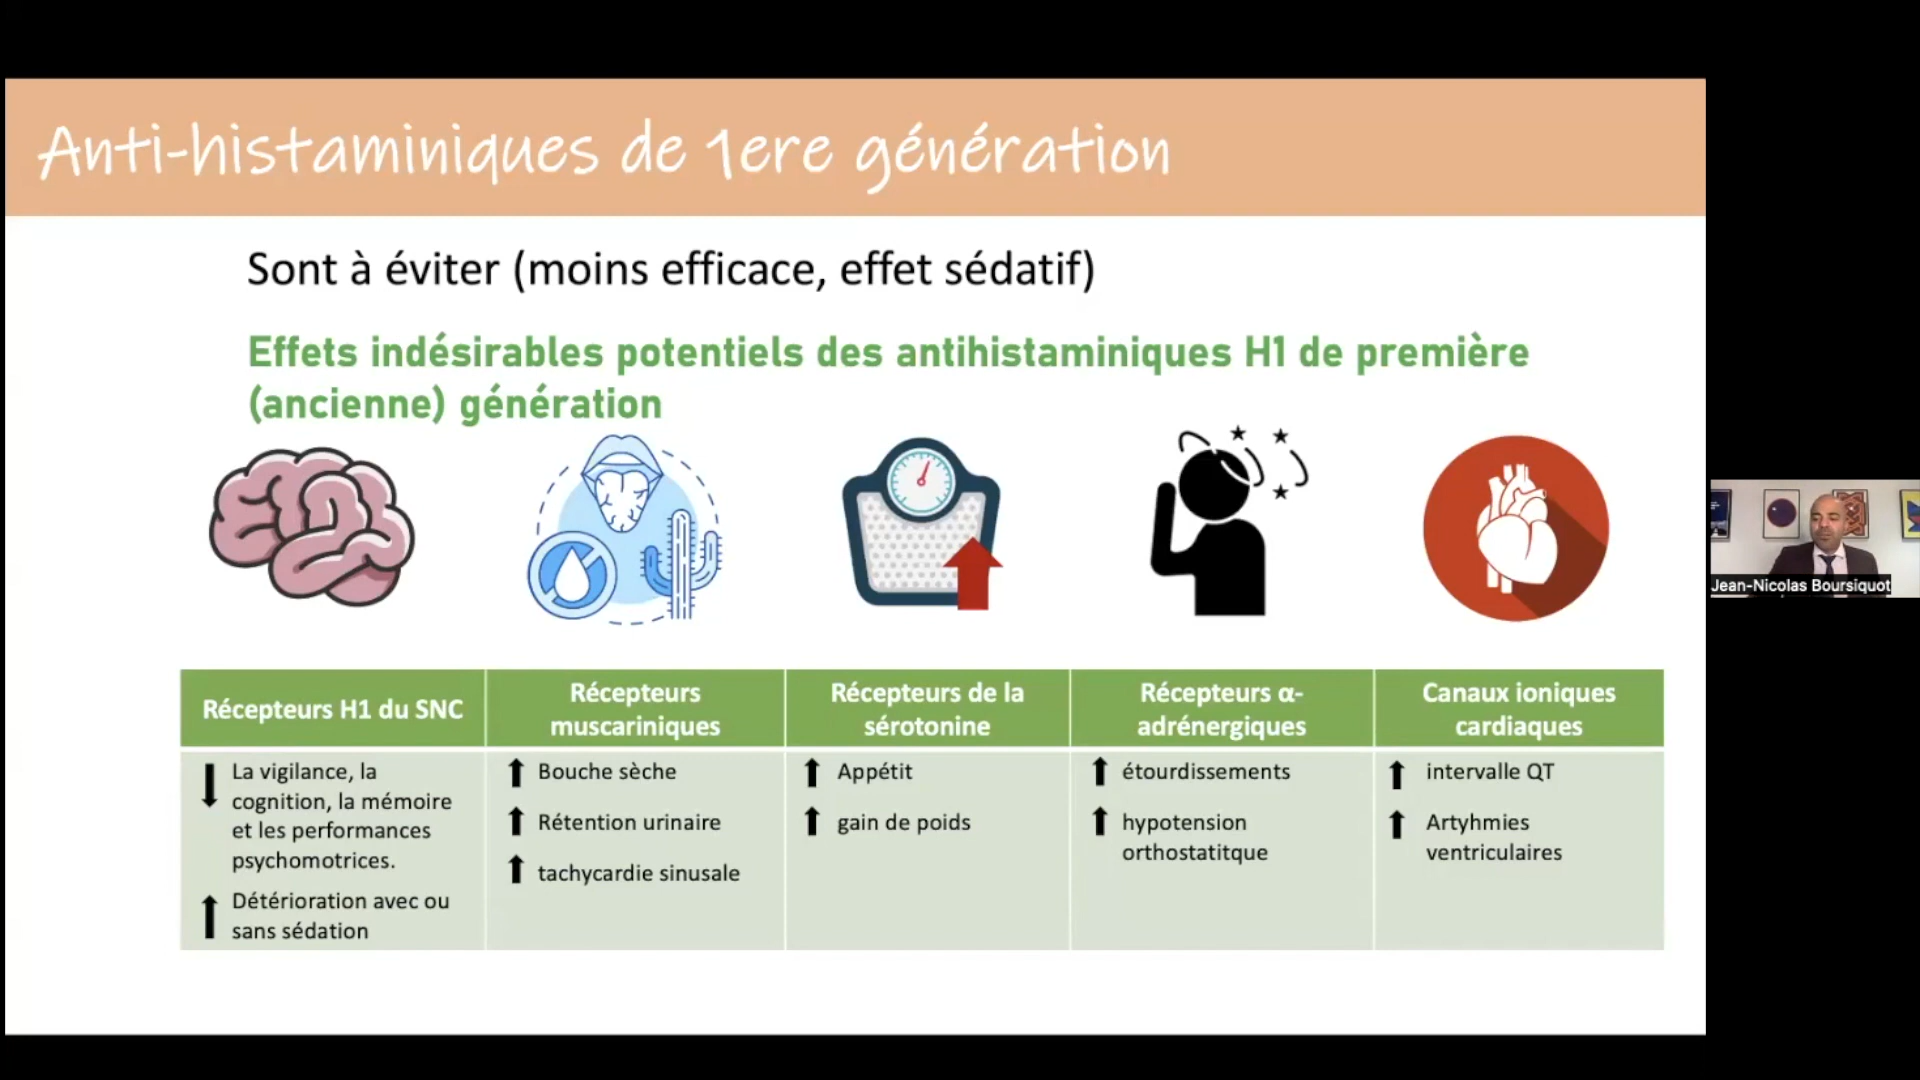 Anti-histaminiques de 1ere génération
Sont à éviter (moins efficace, effet sédatif)
Effets indésirables potentiels des antihistaminiques H1 de première
(ancienne) génération
Récepteurs H1 du SNC
La vigilance, la
cognition, la mémoire
et les performances
psychomotrices.
Détérioration avec ou
sans sédation
Récepteurs
muscariniques
Bouche sèche
Rétention urinaire
tachycardie sinusale
Récepteurs de la
sérotonine
Appétit
gain de poids
Récepteurs α-
adrénergiques
étourdissements
hypotension
orthostatitque
Canaux ioniques
cardiaques
intervalle QT
Artyhmies
ventriculaires
Jean-Nicolas Boursiquot